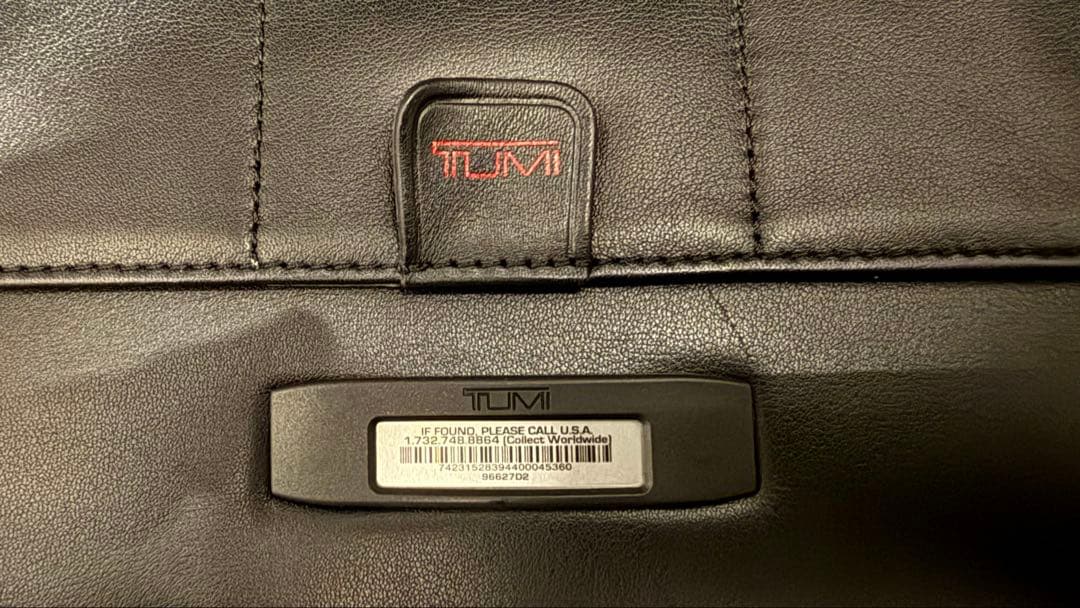 TUMI
TUMI
IF FOUND, PLEASE CALL U.S.A.
1.732.748.8864 (Collect Worldwide)
74231528394400045360
96627D2